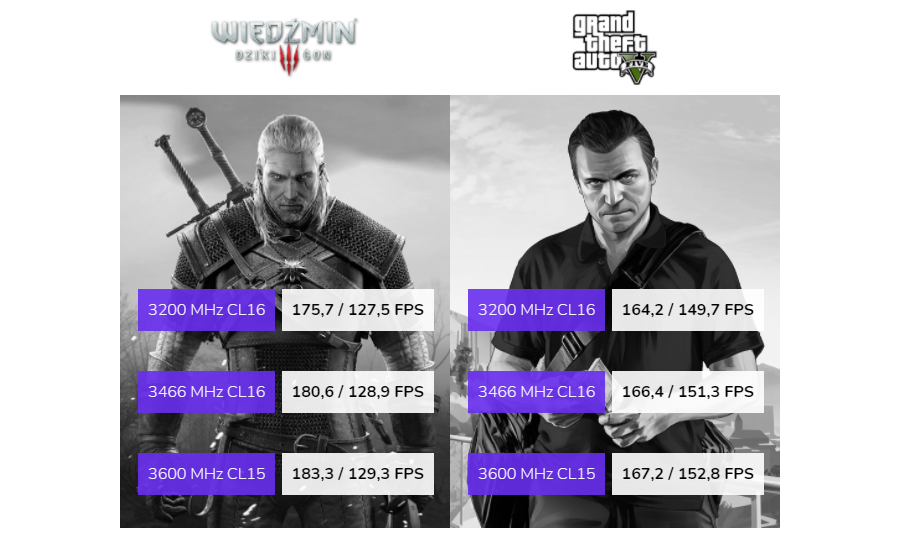 WIEDŹMIN
DZIKI GON
grand
theft
auto
FIVE
3200 MHz CL16 175,7 / 127,5 FPS
3466 MHz CL16 180,6 / 128,9 FPS
3600 MHz CL15 183,3 / 129,3 FPS
3200 MHz CL16 164,2 / 149,7 FPS
3466 MHz CL16 166,4 / 151,3 FPS
3600 MHz CL15 167,2 / 152,8 FPS